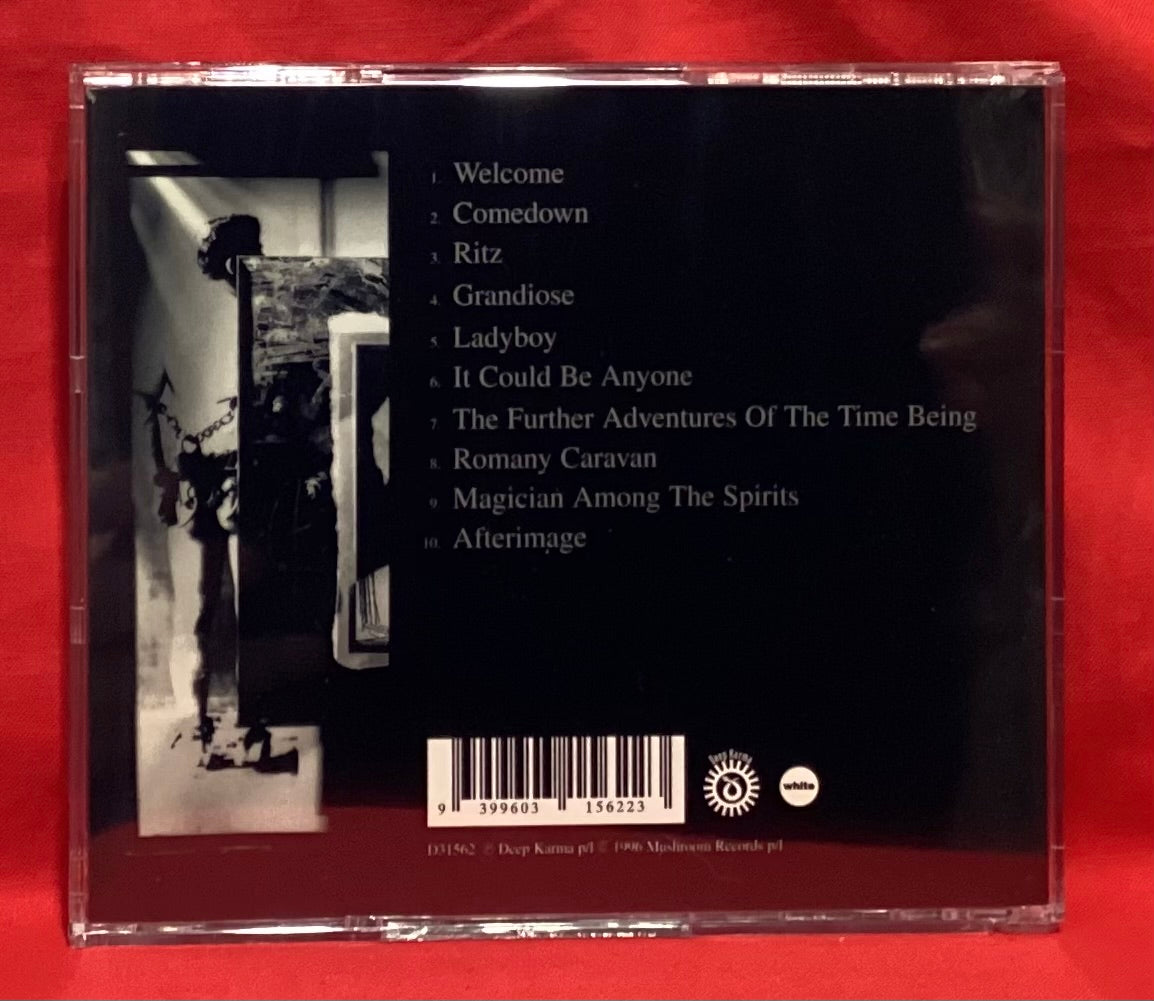 1. Welcome
2. Comedown
3. Ritz
4. Grandiose
5. Ladyboy
6. It Could Be Anyone
7. The Further Adventures Of The Time Being
8. Romany Caravan
9. Magician Among The Spirits
10. Afterimage
Deep Karma
white
9 399603 156223
D31562 ℗ Deep Karma p/l © 1996 Mushroom Records p/l